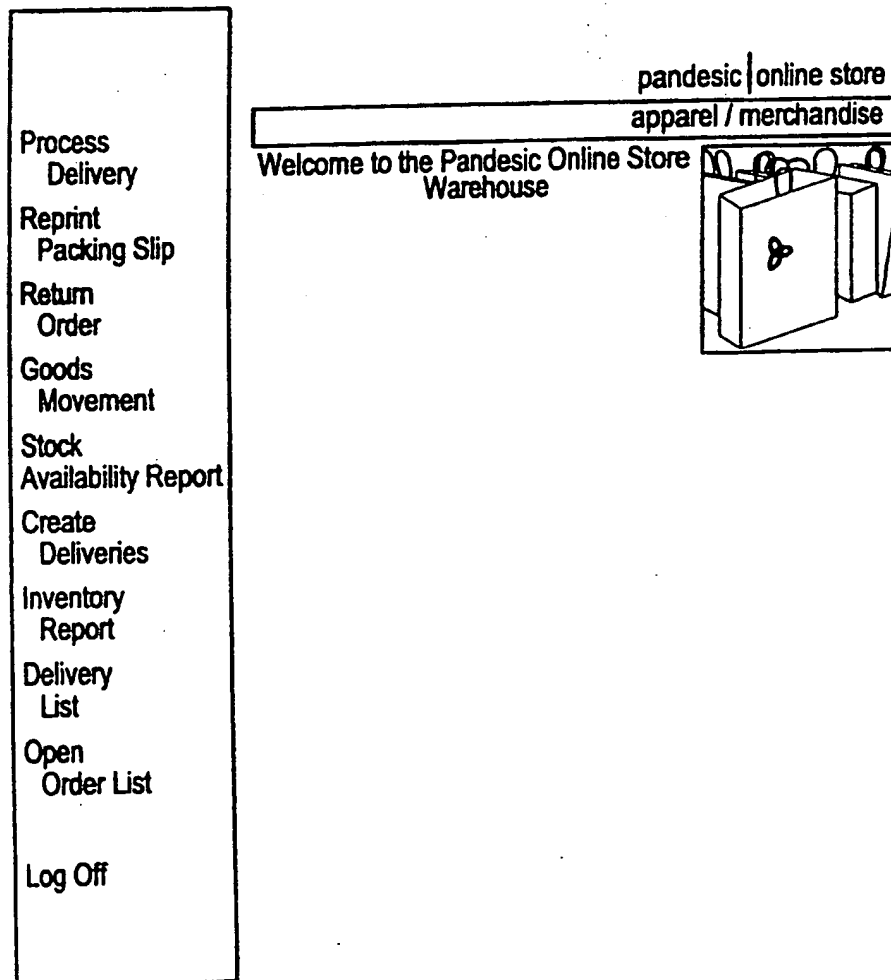 pandesic | online store
apparel / merchandise
Welcome to the Pandesic Online Store
Warehouse
Process
Delivery
Reprint
Packing Slip
Return
Order
Goods
Movement
Stock
Availability Report
Create
Deliveries
Inventory
Report
Delivery
List
Open
Order List
Log Off